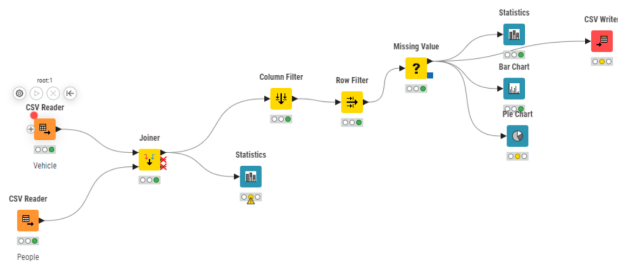 Statistics
CSV Writer
Missing Value
root:1
Column Filter
Row Filter
Bar Chart
CSV Reader
Pie Chart
Joiner
Vehicle
Statistics
CSV Reader
People